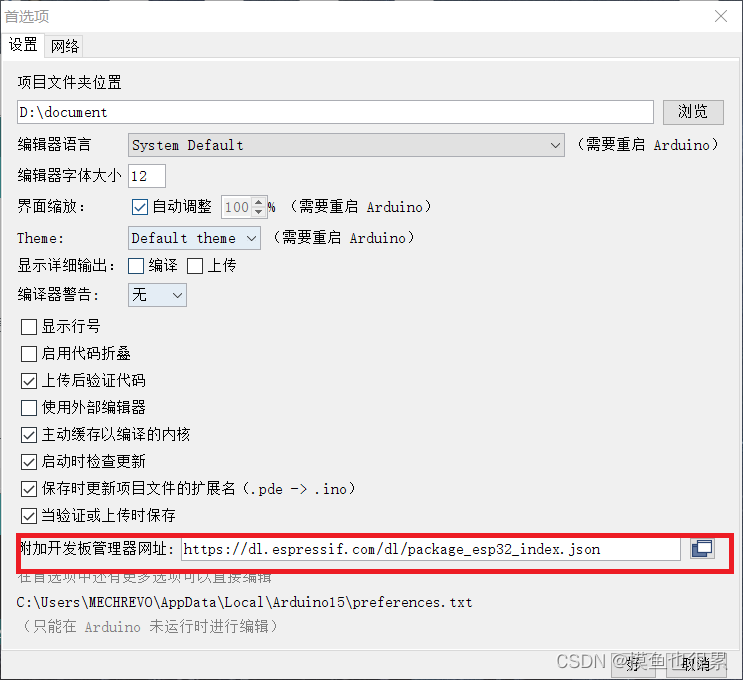 首选项
设置 网络
项目文件夹位置
D:\document 浏览
编辑器语言 System Default （需要重启 Arduino）
编辑器字体大小 12
界面缩放： 自动调整 100 % （需要重启 Arduino）
Theme: Default theme （需要重启 Arduino）
显示详细输出： 编译 上传
编译器警告: 无
显示行号
启用代码折叠
上传后验证代码
使用外部编辑器
主动缓存以编译的内核
启动时检查更新
保存时更新项目文件的扩展名（.pde -> .ino）
当验证或上传时保存
附加开发板管理器网址: https://dl.espressif.com/dl/package_esp32_index.json
在首选项中还有更多选项可以直接编辑
C:\Users\MECHREVO\AppData\Local\Arduino15\preferences.txt
（只能在 Arduino 未运行时进行编辑）
好 取消
CSDN @摸鱼也很累